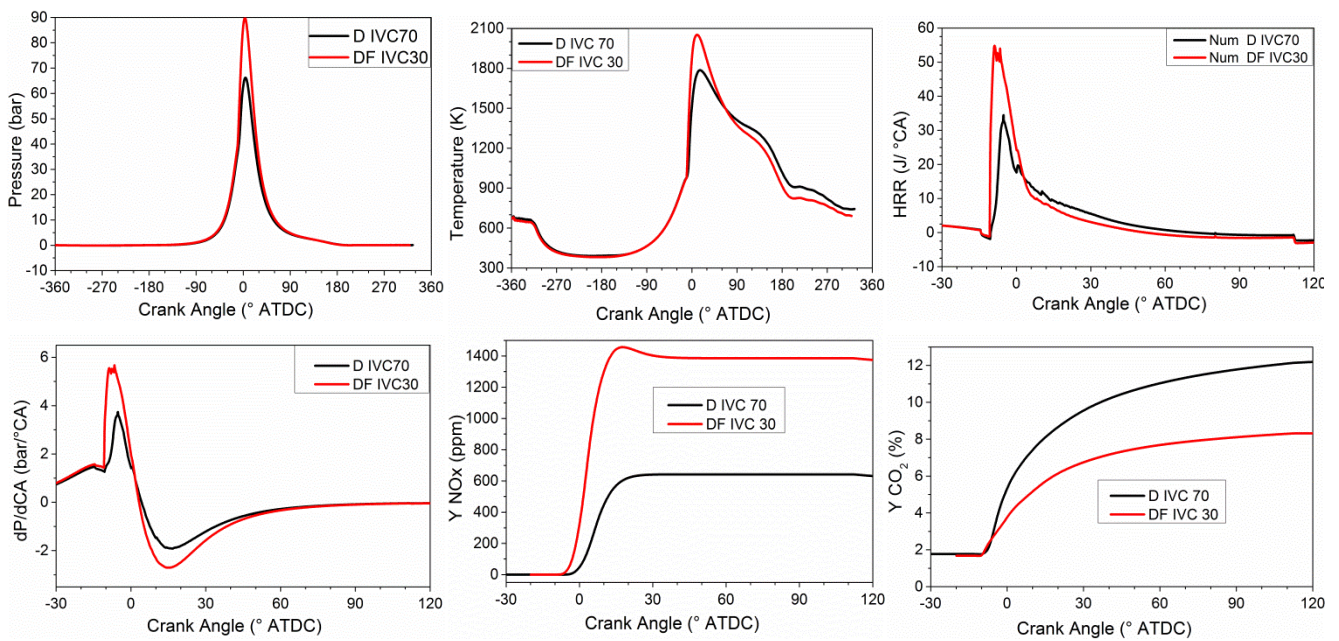 Pressure (bar)
90
80
70
60
50
40
30
20
10
0
-10
D IVC70
DF IVC30
-360 -270 -180 -90 0 90 180 270 360
Crank Angle (° ATDC)
Temperature (K)
2100
1800
1500
1200
900
600
300
D IVC 70
DF IVC 30
-360 -270 -180 -90 0 90 180 270 360
Crank Angle (° ATDC)
HRR (J/ °CA)
60
50
40
30
20
10
0
-10
Num D IVC70
Num DF IVC30
-30 0 30 60 90 120
Crank Angle (° ATDC)
dP/dCA (bar/°CA)
6
4
2
0
-2
D IVC70
DF IVC30
-30 0 30 60 90 120
Crank Angle (° ATDC)
Y NOx (ppm)
1400
1200
1000
800
600
400
200
0
D IVC 70
DF IVC 30
-30 0 30 60 90 120
Crank Angle (° ATDC)
Y CO₂ (%)
12
10
8
6
4
2
0
D IVC 70
DF IVC 30
-30 0 30 60 90 120
Crank Angle (° ATDC)